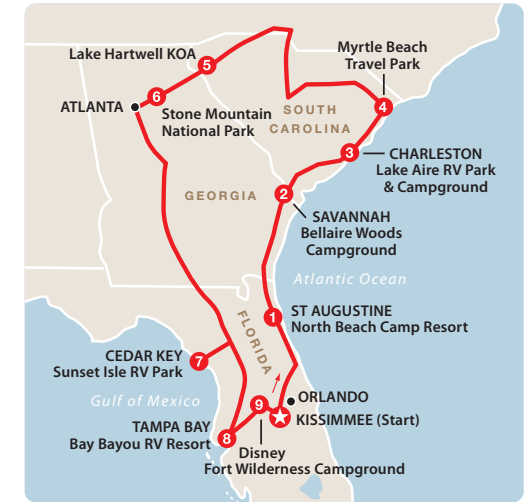 Lake Hartwell KOA
5
Myrtle Beach
Travel Park
4
6
ATLANTA
Stone Mountain
National Park
SOUTH
CAROLINA
3
CHARLESTON
Lake Aire RV Park
& Campground
GEORGIA
2
SAVANNAH
Bellaire Woods
Campground
Atlantic Ocean
1
ST AUGUSTINE
North Beach Camp Resort
FLORIDA
CEDAR KEY
Sunset Isle RV Park
7
Gulf of Mexico
ORLANDO
9
KISSIMMEE (Start)
TAMPA BAY
Bay Bayou RV Resort
8
Disney
Fort Wilderness Campground